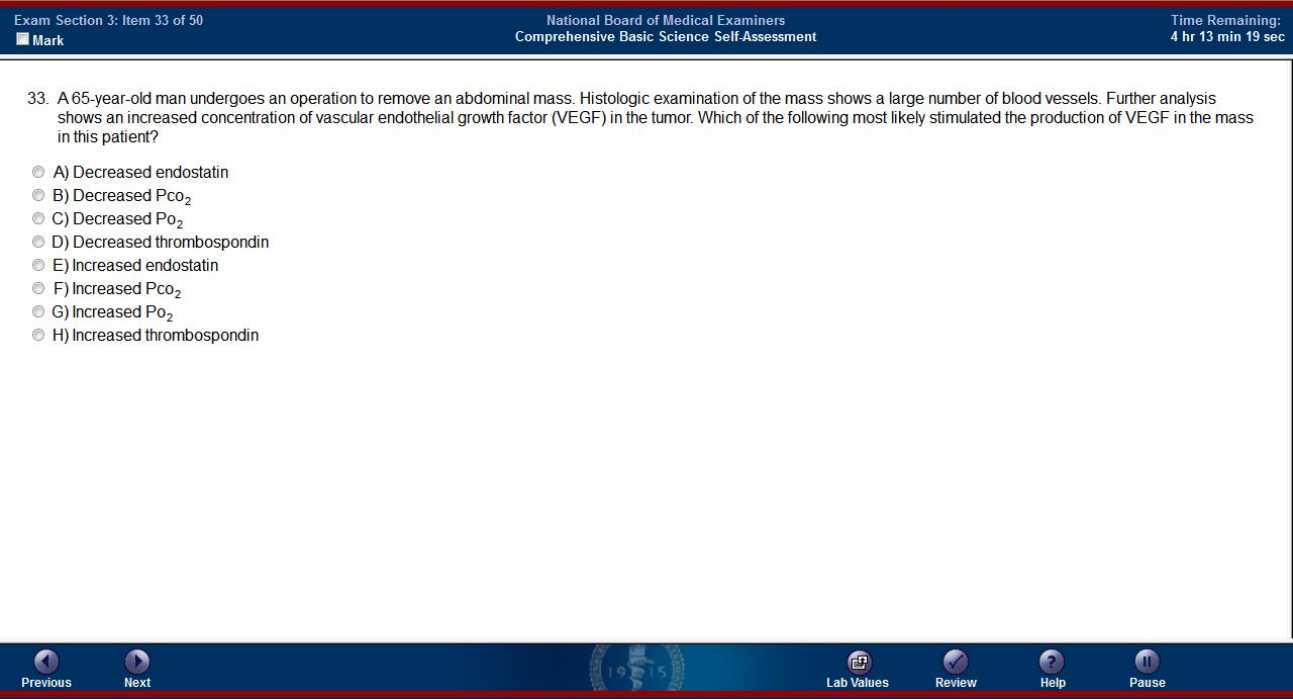 Exam Section 3: Item 33 of 50
National Board of Medical Examiners
Time Remaining:
Mark
Comprehensive Basic Science Self-Assessment
4 hr 13 min 19 sec
33. A 65-year-old man undergoes an operation to remove an abdominal mass. Histologic examination of the mass shows a large number of blood vessels. Further analysis
shows an increased concentration of vascular endothelial growth factor (VEGF) in the tumor. Which of the following most likely stimulated the production of VEGF in the mass
in this patient?
A) Decreased endostatin
B) Decreased Pco₂
C) Decreased Po₂
D) Decreased thrombospondin
E) Increased endostatin
F) Increased Pco₂
G) Increased Po₂
H) Increased thrombospondin
1915
Previous
Next
Lab Values
Review
Help
Pause